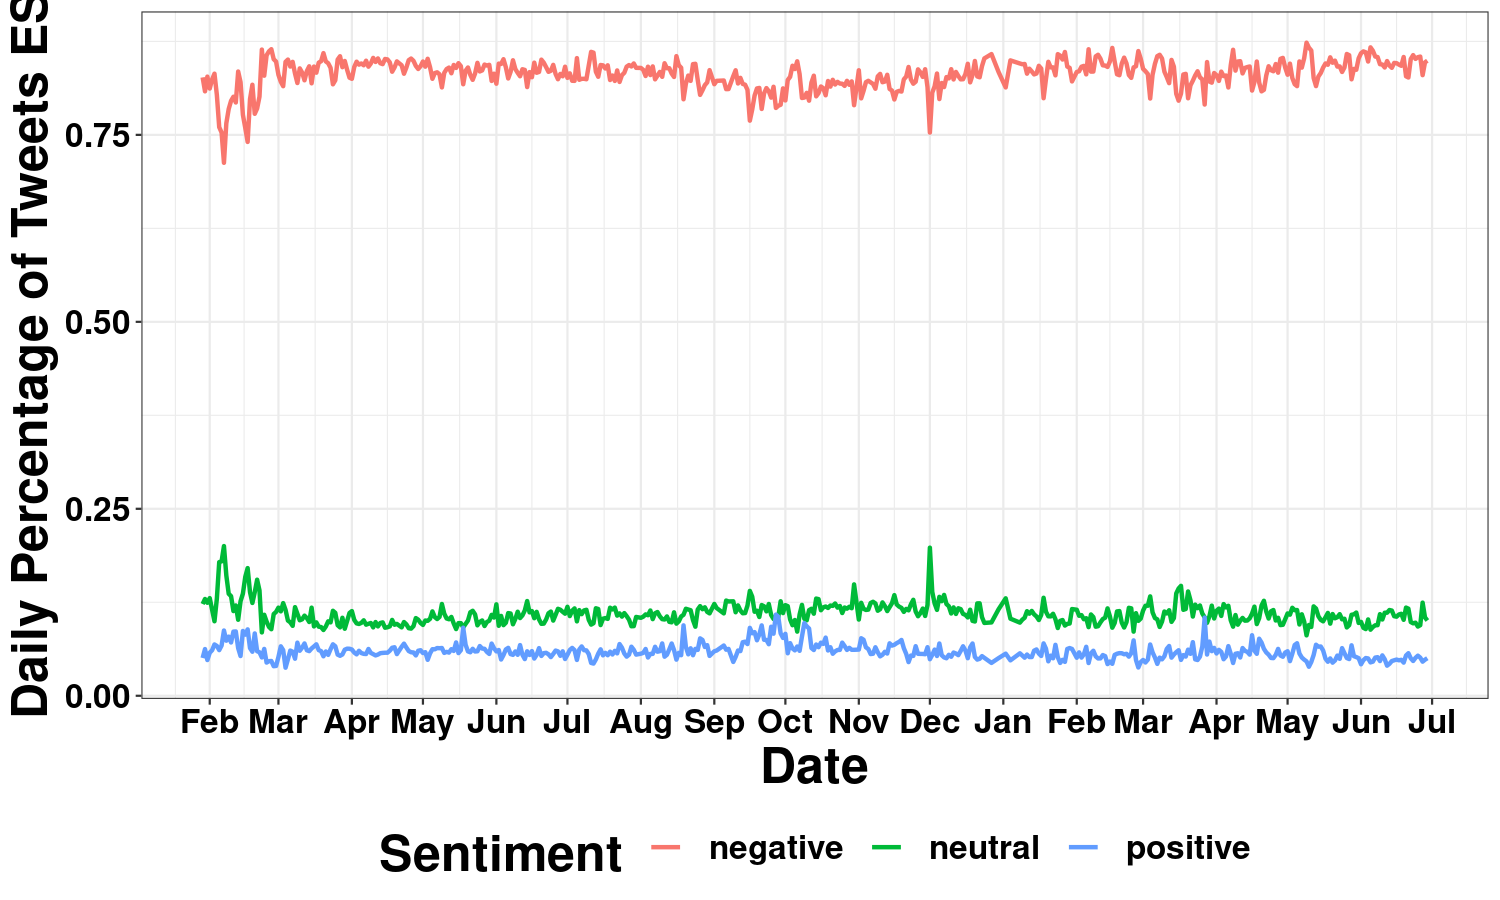 Daily Percentage of Tweets ES
0.75
0.50
0.25
0.00
Feb Mar Apr May Jun Jul Aug Sep Oct Nov Dec Jan Feb Mar Apr May Jun Jul
Date
Sentiment negative neutral positive